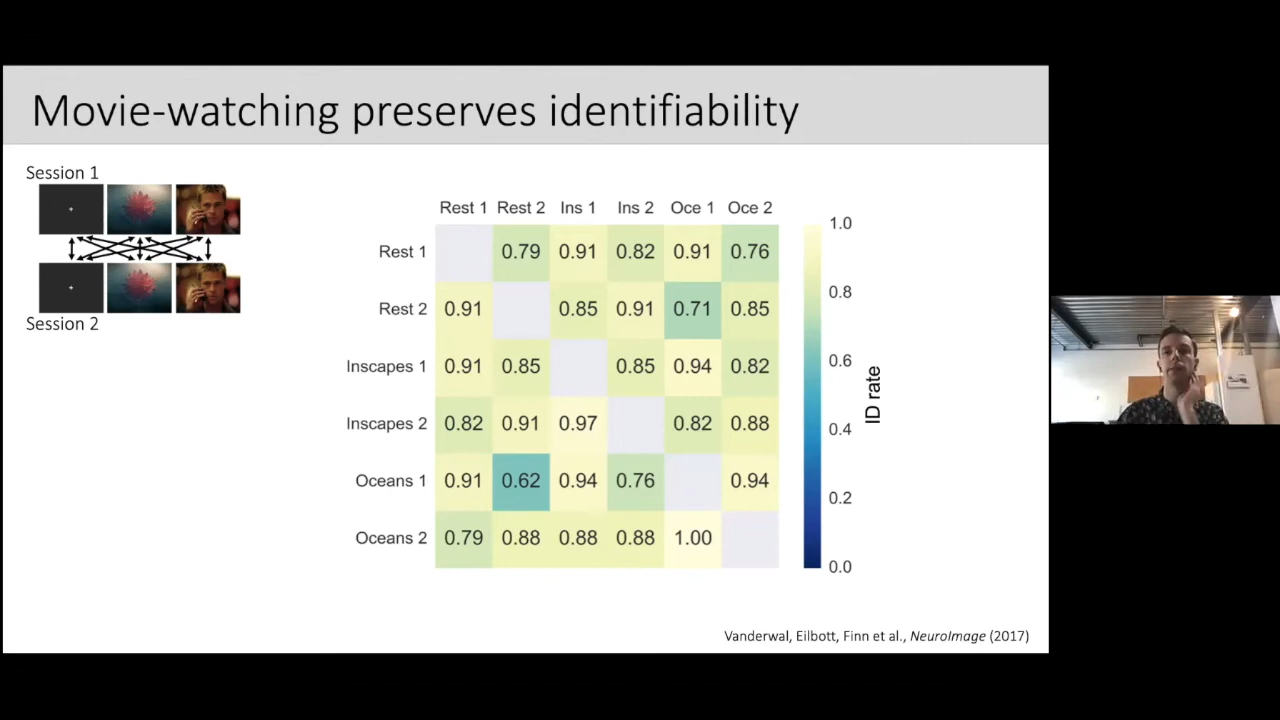 Movie-watching preserves identifiability
Session 1
Session 2
Rest 1 Rest 2 Ins 1 Ins 2 Oce 1 Oce 2
Rest 1 0.79 0.91 0.82 0.91 0.76
Rest 2 0.91 0.85 0.91 0.71 0.85
Inscapes 1 0.91 0.85 0.85 0.94 0.82
Inscapes 2 0.82 0.91 0.97 0.82 0.88
Oceans 1 0.91 0.62 0.94 0.76 0.94
Oceans 2 0.79 0.88 0.88 0.88 1.00
1.0
0.8
0.6
0.4
0.2
0.0
ID rate
Vanderwal, Eilbott, Finn et al., NeuroImage (2017)